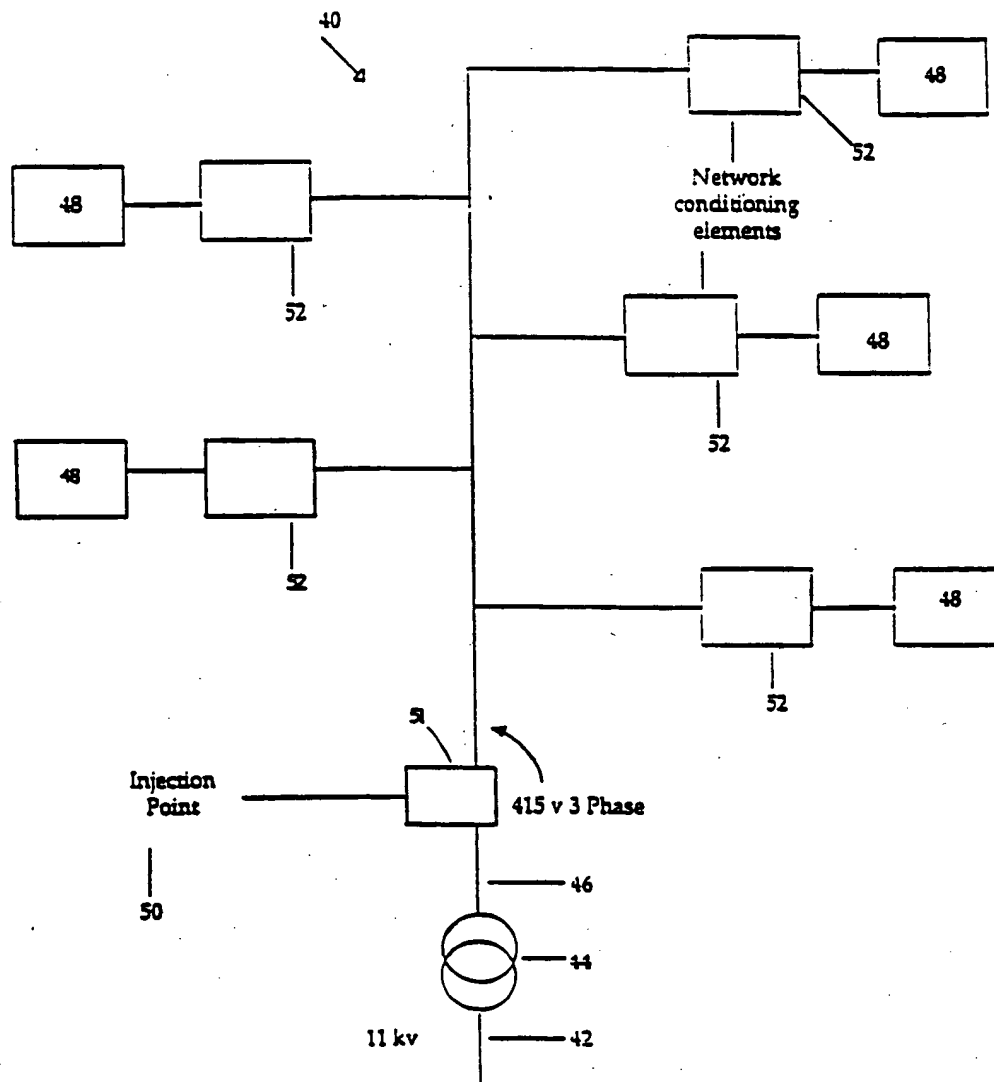 40
48
52
Network
conditioning
elements
48
52
48
52
48
52
48
52
51
Injection
Point
415 v 3 Phase
46
50
44
11 kv
42